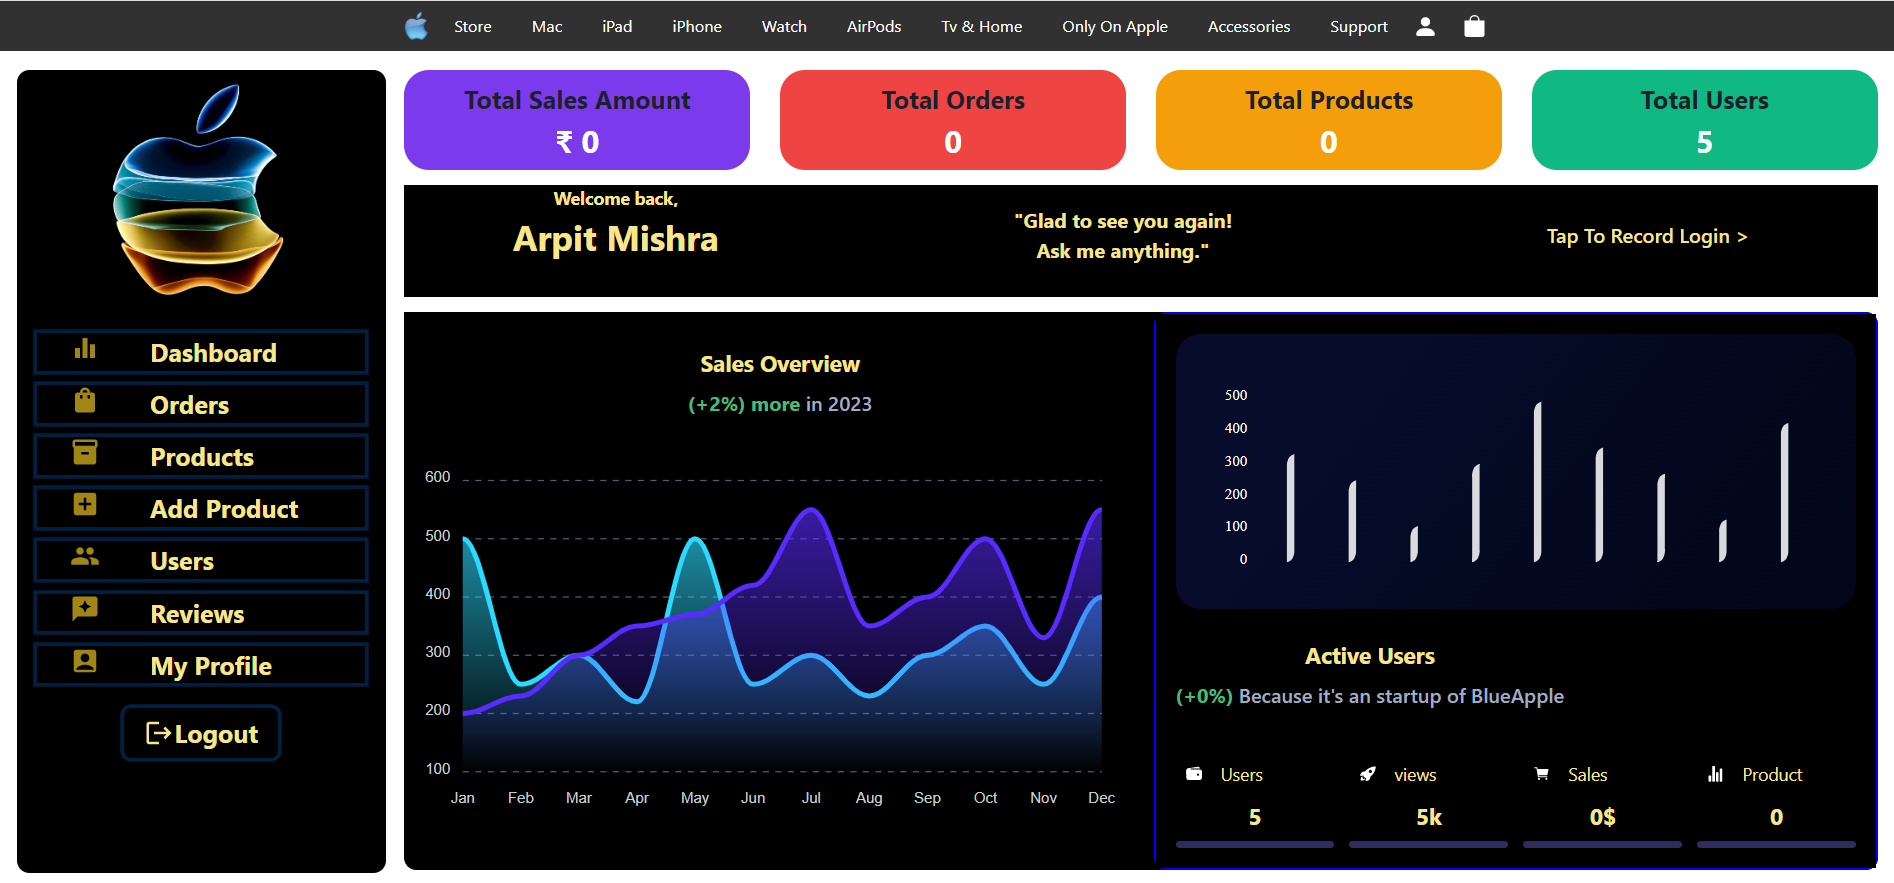 Store Mac iPad iPhone Watch AirPods Tv & Home Only On Apple Accessories Support
Total Sales Amount
₹ 0
Total Orders
0
Total Products
0
Total Users
5
Dashboard
Orders
Products
Add Product
Users
Reviews
My Profile
Logout
Welcome back,
Arpit Mishra
"Glad to see you again!
Ask me anything."
Tap To Record Login >
Sales Overview
(+2%) more in 2023
600
500
400
300
200
100
Jan Feb Mar Apr May Jun Jul Aug Sep Oct Nov Dec
500
400
300
200
100
0
Active Users
(+0%) Because it's an startup of BlueApple
Users views Sales Product
5 5k 0$ 0